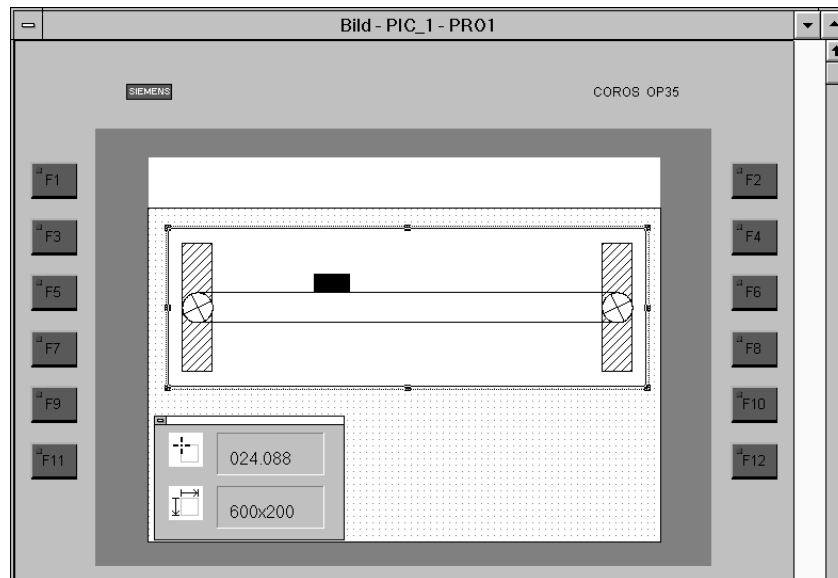 Bild - PIC_1 - PRO1
SIEMENS
COROS OP35
F1
F2
F3
F4
F5
F6
F7
F8
F9
F10
F11
F12
024.088
600x200